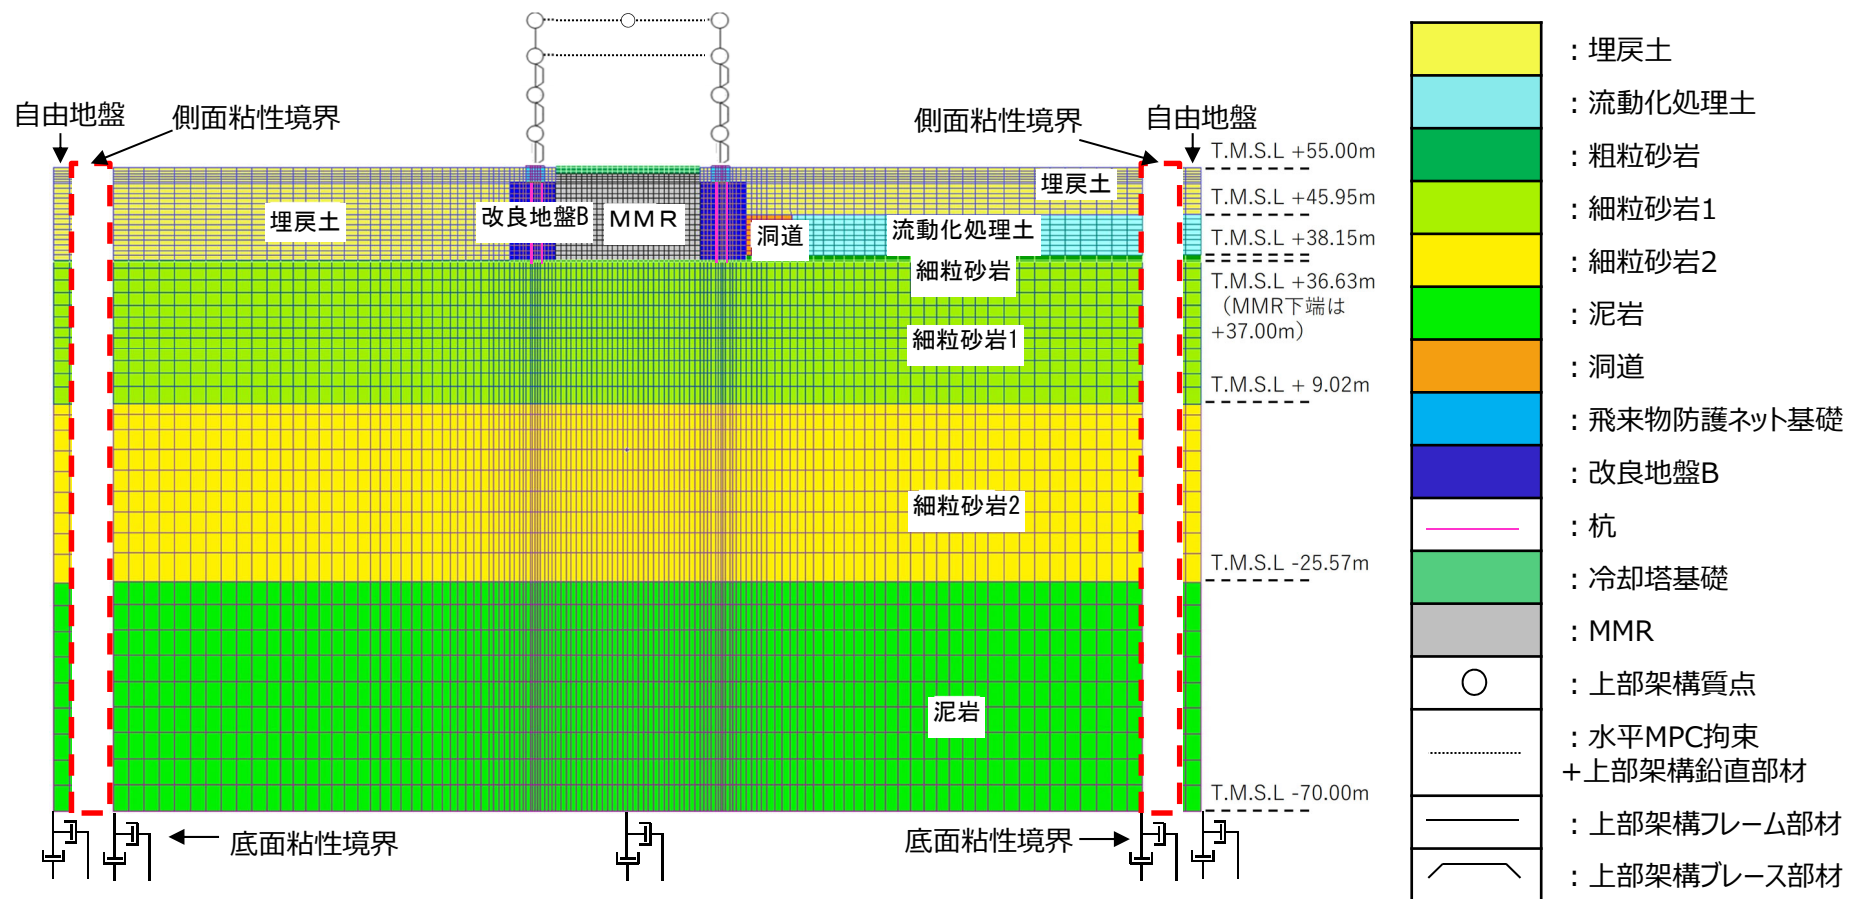 自由地盤
側面粘性境界
側面粘性境界
自由地盤
T.M.S.L +55.00m
埋戻土
T.M.S.L +45.95m
埋戻土
改良地盤B
MMR
洞道
流動化処理土
T.M.S.L +38.15m
細粒砂岩
T.M.S.L +36.63m
（MMR下端は
+37.00m）
細粒砂岩1
T.M.S.L + 9.02m
細粒砂岩2
T.M.S.L -25.57m
泥岩
T.M.S.L -70.00m
底面粘性境界
底面粘性境界
：埋戻土
：流動化処理土
：粗粒砂岩
：細粒砂岩1
：細粒砂岩2
：泥岩
：洞道
：飛来物防護ネット基礎
：改良地盤B
：杭
：冷却塔基礎
：MMR
：上部架構質点
：水平MPC拘束
+上部架構鉛直部材
：上部架構フレーム部材
：上部架構ブレース部材